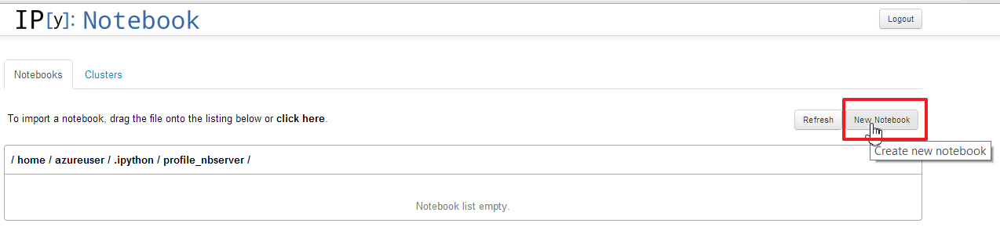 IP[y]: Notebook
Logout
Notebooks Clusters
To import a notebook, drag the file onto the listing below or click here.
Refresh New Notebook
Create new notebook
/ home / azureuser / .ipython / profile_nbserver /
Notebook list empty.